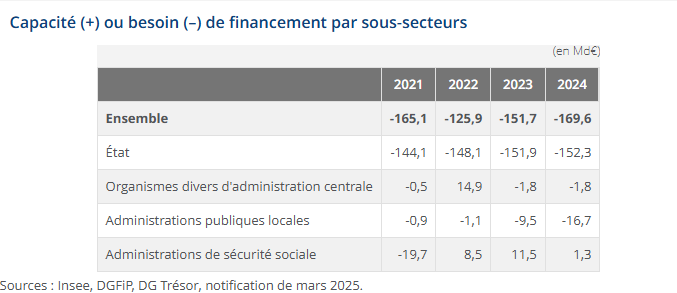 Capacité (+) ou besoin (–) de financement par sous-secteurs
(en Md€)
2021 2022 2023 2024
Ensemble -165,1 -125,9 -151,7 -169,6
État -144,1 -148,1 -151,9 -152,3
Organismes divers d'administration centrale -0,5 14,9 -1,8 -1,8
Administrations publiques locales -0,9 -1,1 -9,5 -16,7
Administrations de sécurité sociale -19,7 8,5 11,5 1,3
Sources : Insee, DGFiP, DG Trésor, notification de mars 2025.